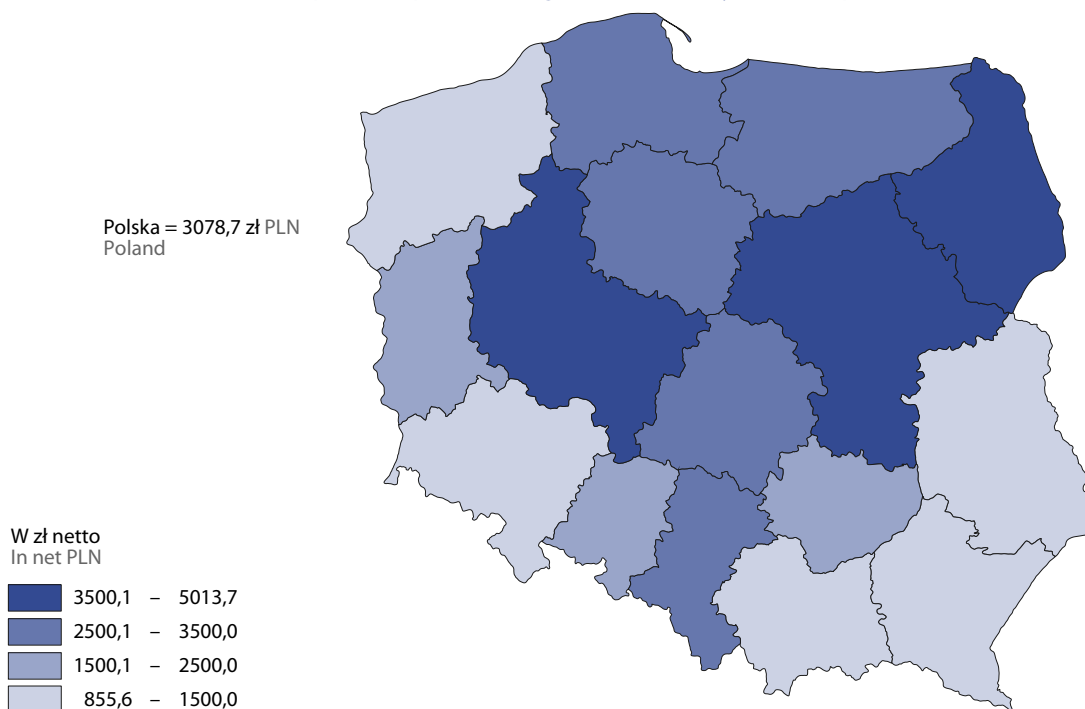 Polska = 3078,7 zł PLN
Poland
W zł netto
In net PLN
3500,1 – 5013,7
2500,1 – 3500,0
1500,1 – 2500,0
855,6 – 1500,0